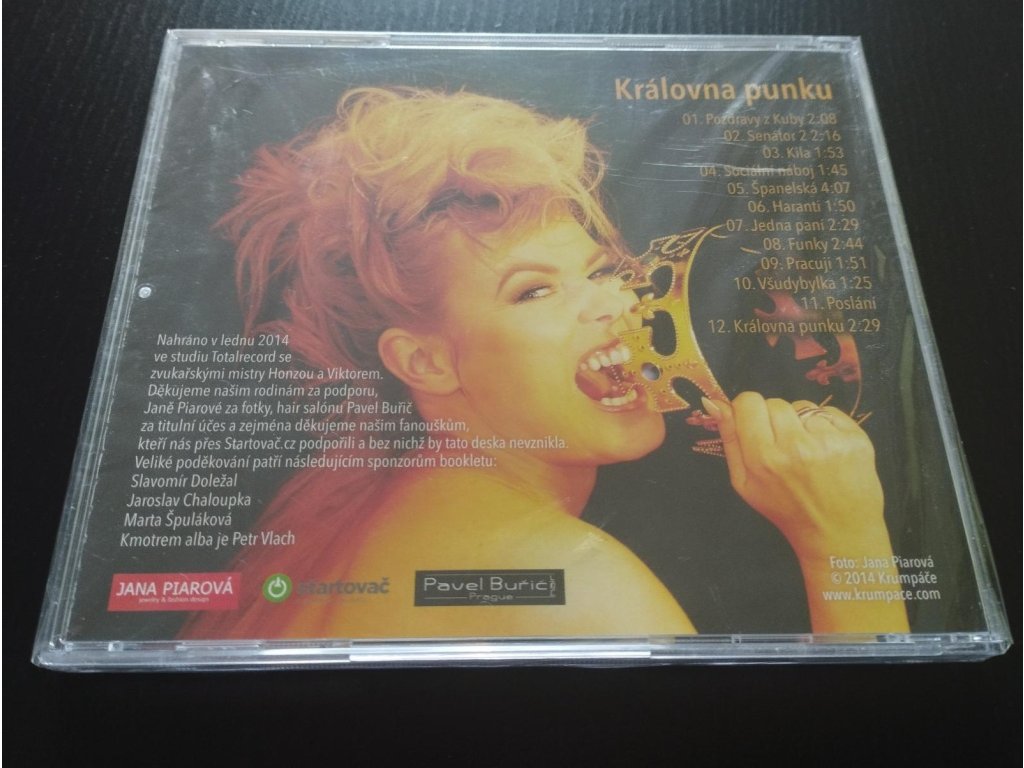 Královna punku
01. Pozdravy z Kuby 2:08
02. Senátor 2 2:16
03. Kila 1:53
04. Sociální náboj 1:45
05. Španelská 4:07
06. Haranti 1:50
07. Jedna paní 2:29
08. Funky 2:44
09. Pracují 1:51
10. Všudybylka 1:25
11. Poslání
12. Královna punku 2:29
Nahráno v lednu 2014
ve studiu Totalrecord se
zvukařskými mistry Honzou a Viktorem.
Děkujeme našim rodinám za podporu,
Janě Piarové za fotky, hair salónu Pavel Buřič
za titulní účes a zejména děkujeme našim fanouškům,
kteří nás přes Startovač.cz podpořili a bez nichž by tato deska nevznikla.
Veliké poděkování patří následujícím sponzorům bookletu:
Slavomír Doležal
Jaroslav Chaloupka
Marta Špuláková
Kmotrem alba je Petr Vlach
JANA PIAROVÁ
jewelry & fashion design
startovač
Pavel Buřič
Prague
hair
Foto: Jana Piarová
© 2014 Krumpáče
www.krumpace.com